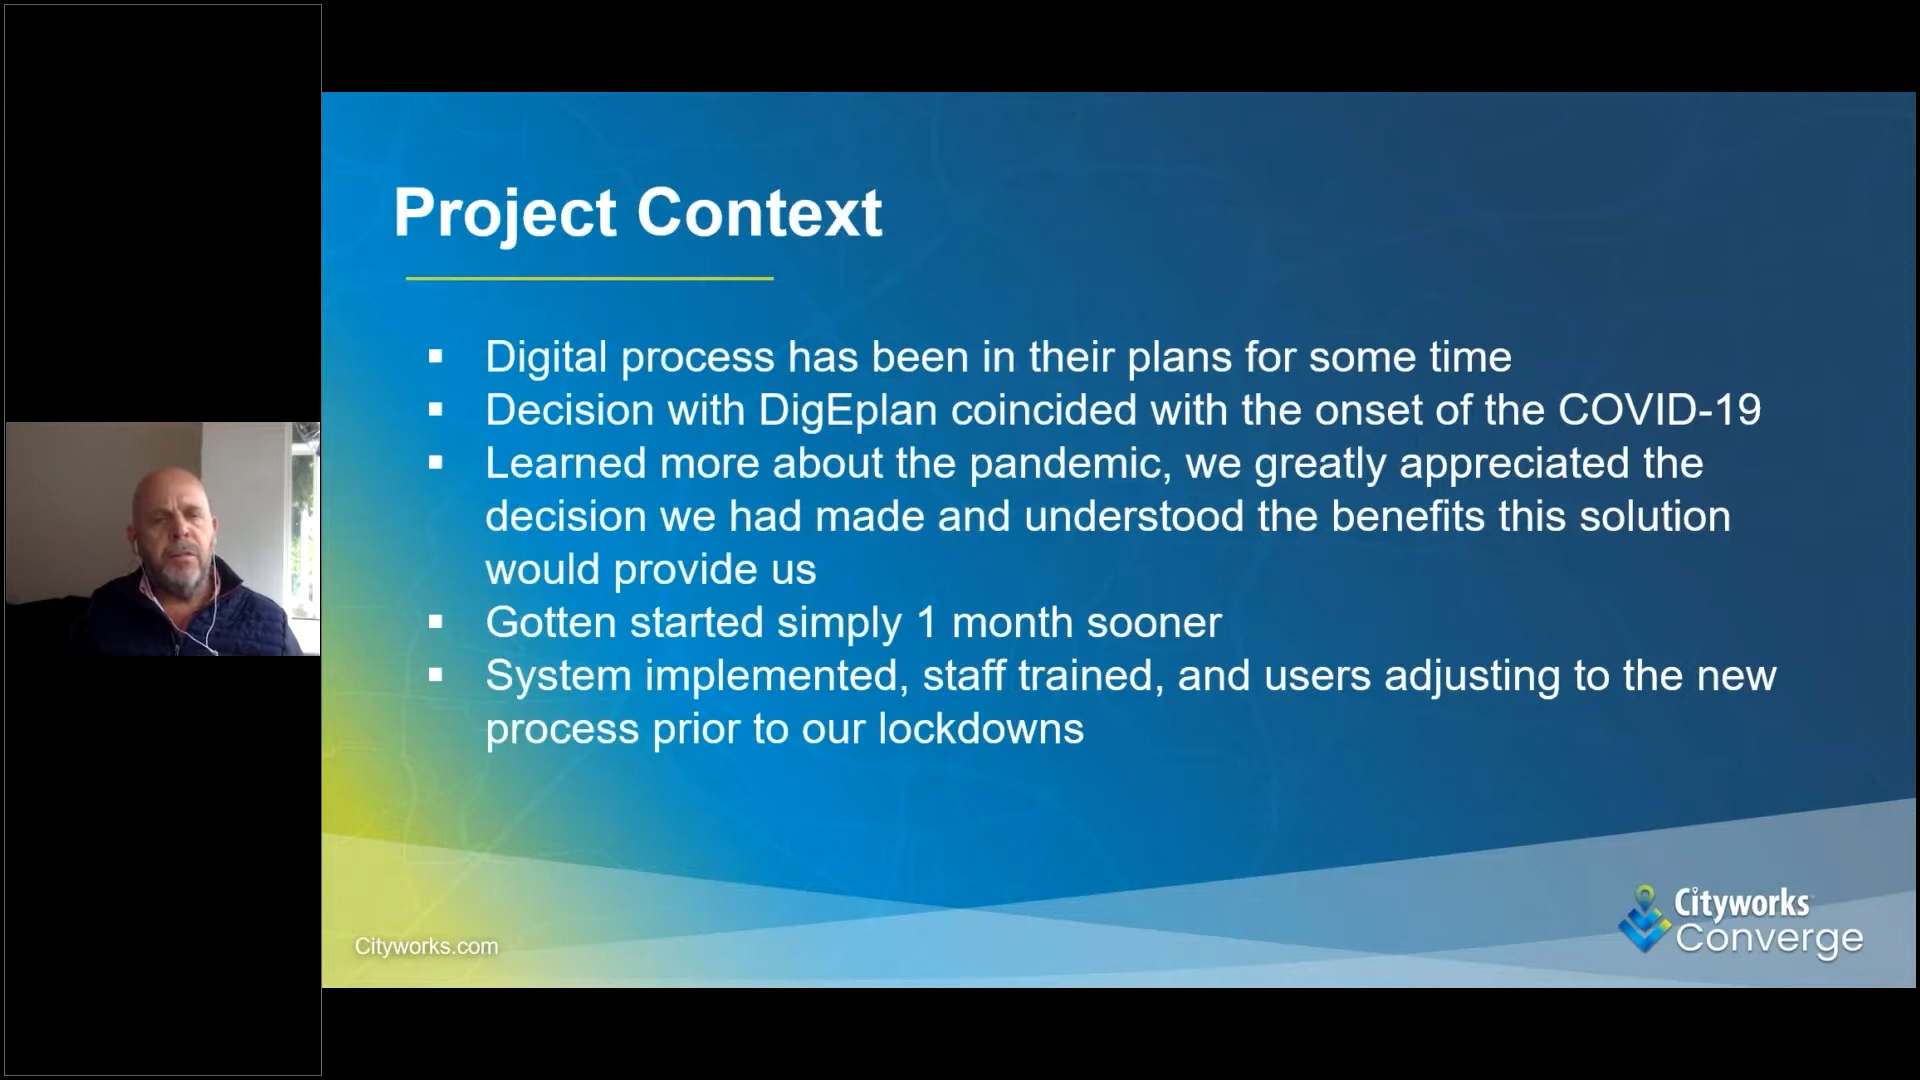 Project Context
▪ Digital process has been in their plans for some time
▪ Decision with DigEplan coincided with the onset of the COVID-19
▪ Learned more about the pandemic, we greatly appreciated the
decision we had made and understood the benefits this solution
would provide us
▪ Gotten started simply 1 month sooner
▪ System implemented, staff trained, and users adjusting to the new
process prior to our lockdowns
Cityworks.com
Cityworks
Converge